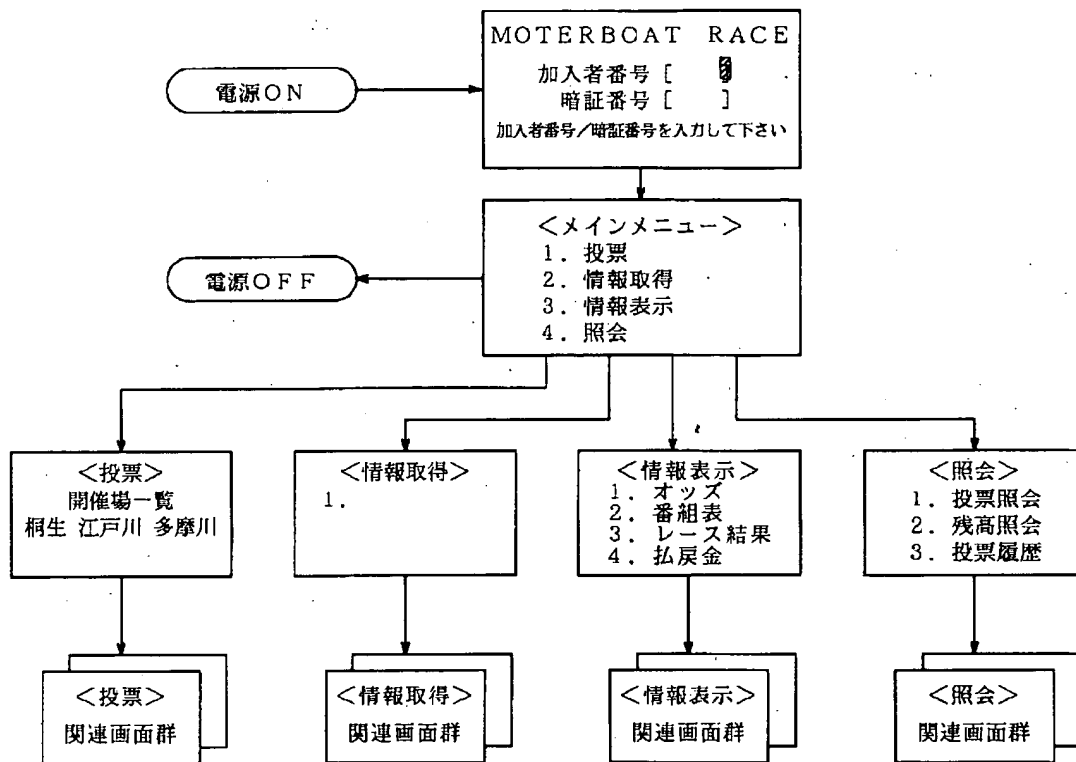 MOTERBOAT RACE
加入者番号 [ ]
暗証番号 [ ]
加入者番号／暗証番号を入力して下さい
電源ON
<メインメニュー>
1. 投票
2. 情報取得
3. 情報表示
4. 照会
電源OFF
<投票>
開催場一覧
桐生 江戸川 多摩川
<情報取得>
1.
<情報表示>
1. オッズ
2. 番組表
3. レース結果
4. 払戻金
<照会>
1. 投票照会
2. 残高照会
3. 投票履歴
<投票>
関連画面群
<情報取得>
関連画面群
<情報表示>
関連画面群
<照会>
関連画面群